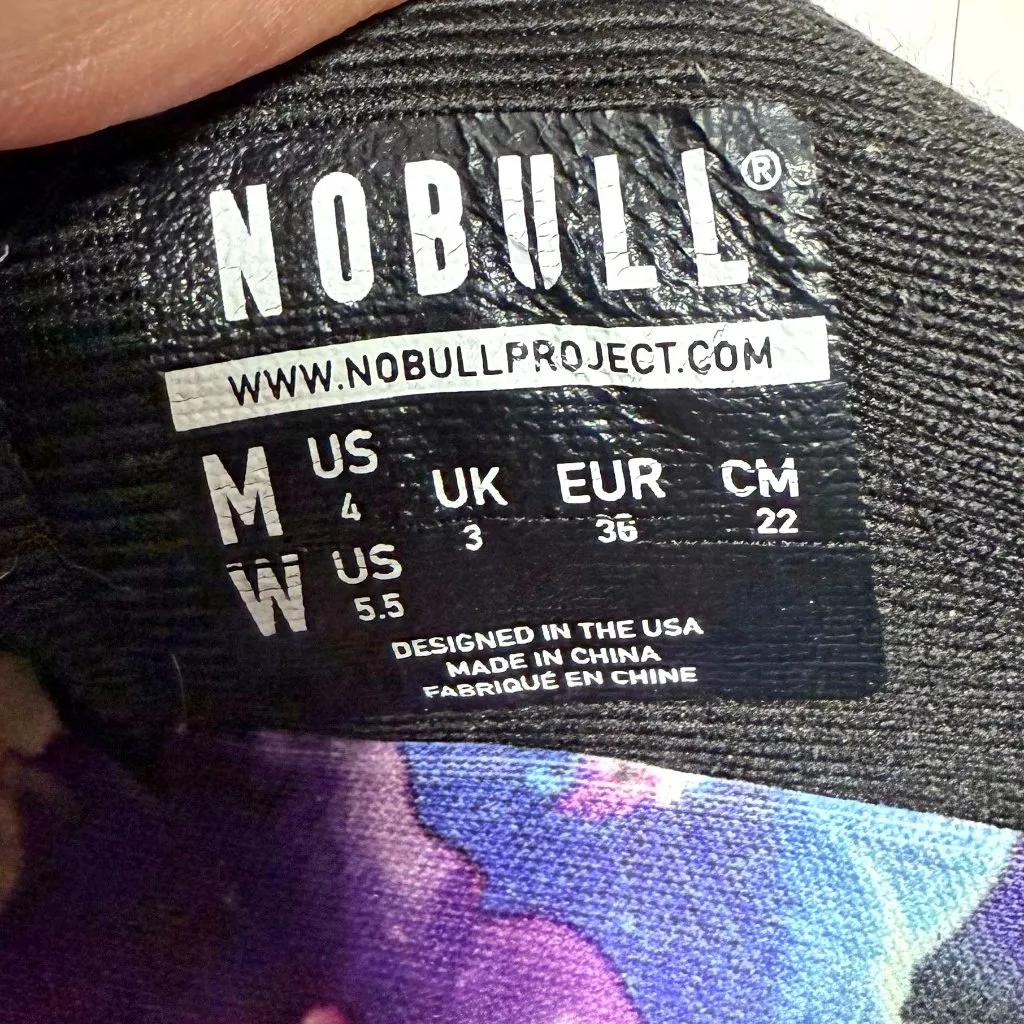 NOBULL®
WWW.NOBULLPROJECT.COM
M US UK EUR CM
4 3 36 22
W US
5.5
DESIGNED IN THE USA
MADE IN CHINA
FABRIQUÉ EN CHINE